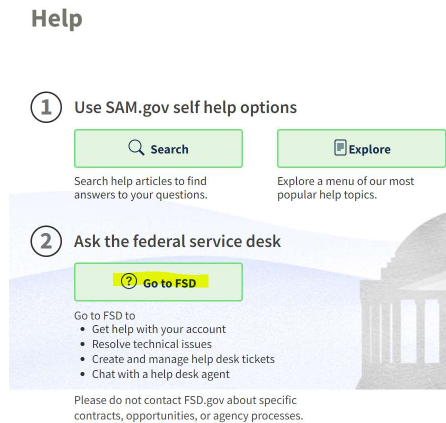 Help
1 Use SAM.gov self help options
Search
Explore
Search help articles to find
answers to your questions.
Explore a menu of our most
popular help topics.
2 Ask the federal service desk
? Go to FSD
Go to FSD to
• Get help with your account
• Resolve technical issues
• Create and manage help desk tickets
• Chat with a help desk agent
Please do not contact FSD.gov about specific
contracts, opportunities, or agency processes.